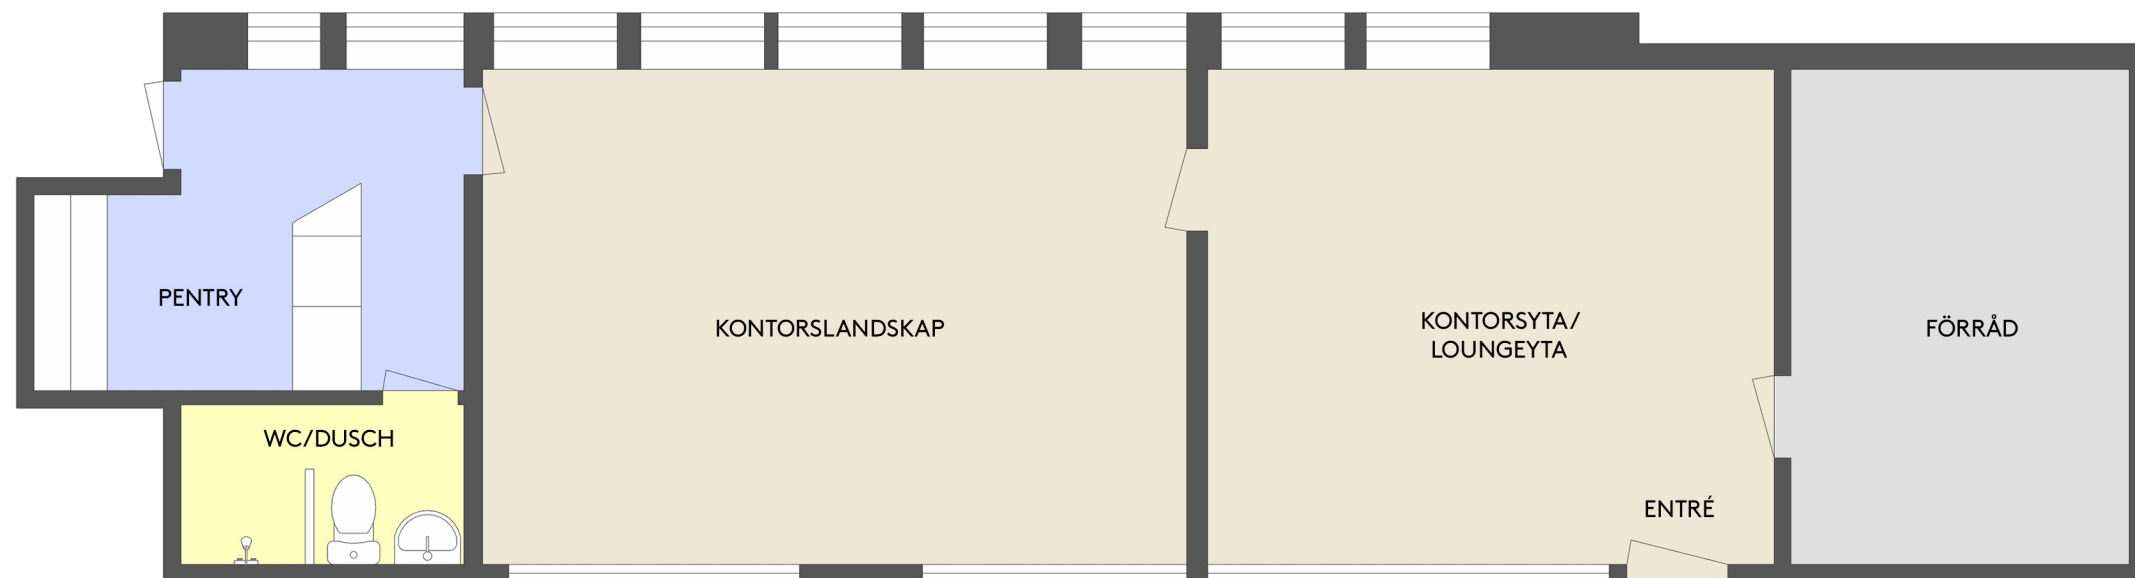 PENTRY
KONTORSLANDSKAP
KONTORSYTA/
LOUNGEYTA
FÖRRÅD
WC/DUSCH
ENTRÉ